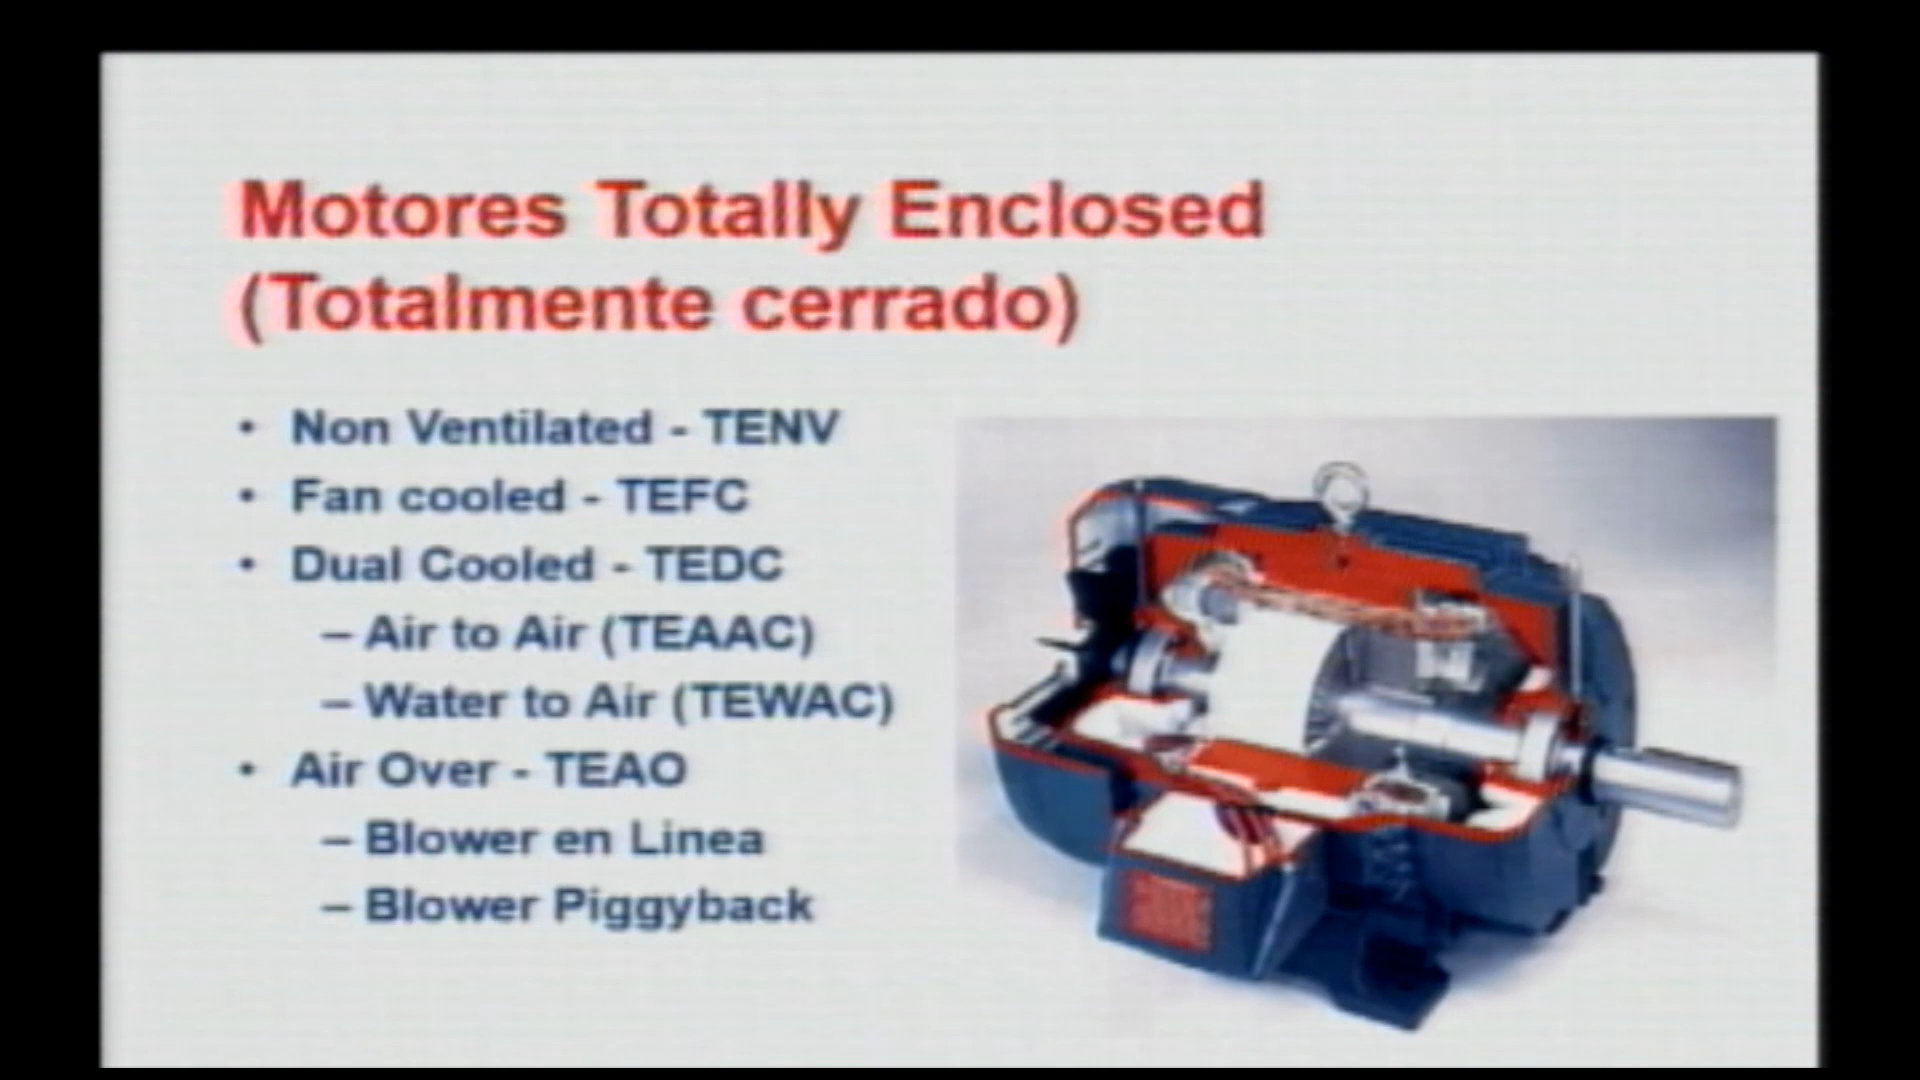 Motores Totally Enclosed
(Totalmente cerrado)
• Non Ventilated - TENV
• Fan cooled - TEFC
• Dual Cooled - TEDC
– Air to Air (TEAAC)
– Water to Air (TEWAC)
• Air Over - TEAO
– Blower en Linea
– Blower Piggyback